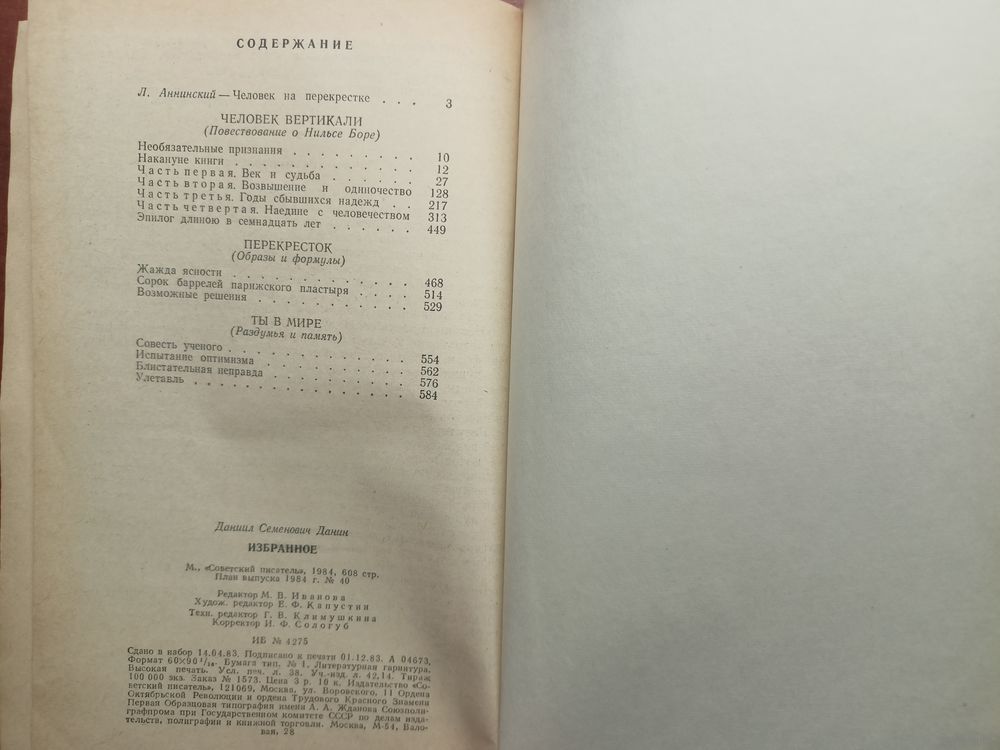 СОДЕРЖАНИЕ
Л. Аннинский — Человек на перекрестке . . . 3
ЧЕЛОВЕК ВЕРТИКАЛИ
(Повествование о Нильсе Боре)
Необязательные признания . . . . . . . . . 10
Накануне книги . . . . . . . . . . . . . 12
Часть первая. Век и судьба . . . . . . . 27
Часть вторая. Возвышение и одиночество 128
Часть третья. Годы сбывшихся надежд . . 217
Часть четвертая. Наедине с человечеством 313
Эпилог длиною в семнадцать лет . . . . . . 449
ПЕРЕКРЕСТОК
(Образы и формулы)
Жажда ясности . . . . . . . . . . . . . 468
Сорок баррелей парижского пластыря . . . . 514
Возможные решения . . . . . . . . . . . 529
ТЫ В МИРЕ
(Раздумья и память)
Совесть ученого . . . . . . . . . . . . . 554
Испытание оптимизма . . . . . . . . . . 562
Блистательная неправда . . . . . . . . . . 576
Улетавль . . . . . . . . . . . . . . . 584
Даниил Семенович Данин
ИЗБРАННОЕ
М., «Советский писатель», 1984, 608 стр.
План выпуска 1984 г. № 40
Редактор М. В. Иванова
Худож. редактор Е. Ф. Капустин
Техн. редактор Г. В. Климушкина
Корректор И. Ф. Сологуб
ИБ № 4275
Сдано в набор 14.04.83. Подписано к печати 01.12.83. А 04673.
Формат 60×90 1/16. Бумага тип. № 1. Литературная гарнитура.
Высокая печать. Усл. печ. л. 38. Уч.-изд. л. 42,14. Тираж
100 000 экз. Заказ № 1573. Цена 3 р. 10 к. Издательство «Со-
ветский писатель», 121069, Москва, ул. Воровского, 11 Ордена
Октябрьской Революции и ордена Трудового Красного Знамени
Первая Образцовая типография имени А. А. Жданова Союзполи-
графпрома при Государственном комитете СССР по делам изда-
тельств, полиграфии и книжной торговли. Москва, М-54, Вало-
вая, 28